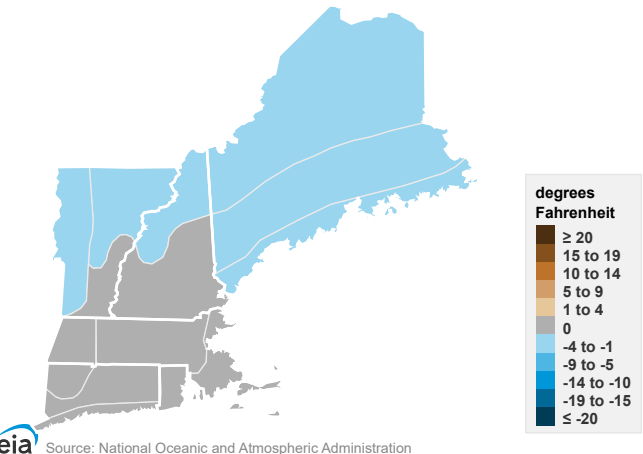 degrees
Fahrenheit
≥ 20
15 to 19
10 to 14
5 to 9
1 to 4
0
-4 to -1
-9 to -5
-14 to -10
-19 to -15
≤ -20
eia Source: National Oceanic and Atmospheric Administration